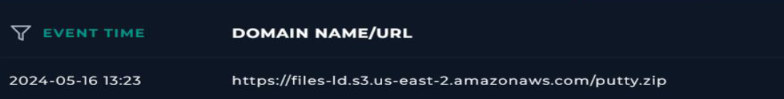 EVENT TIME DOMAIN NAME/URL
2024-05-16 13:23 https://files-ld.s3.us-east-2.amazonaws.com/putty.zip